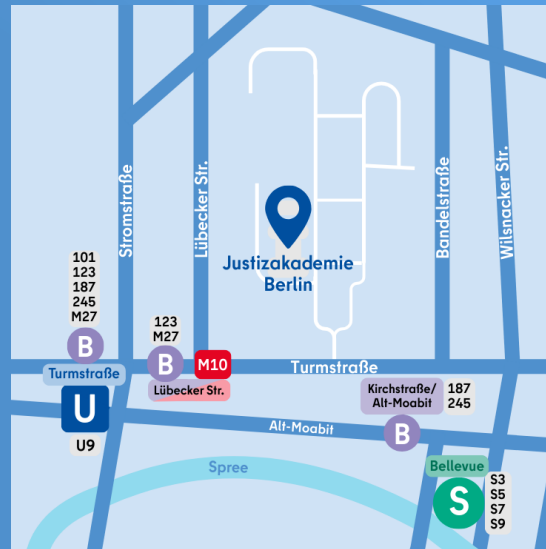 Stromstraße
Lübecker Str.
Bandelstraße
Wilsnacker Str.
Justizakademie
Berlin
101
123
187
245
M27
B
Turmstraße
U
U9
123
M27
B
M10
Lübecker Str.
Turmstraße
Kirchstraße/
Alt-Moabit
187
245
B
Alt-Moabit
Spree
Bellevue
S
S3
S5
S7
S9